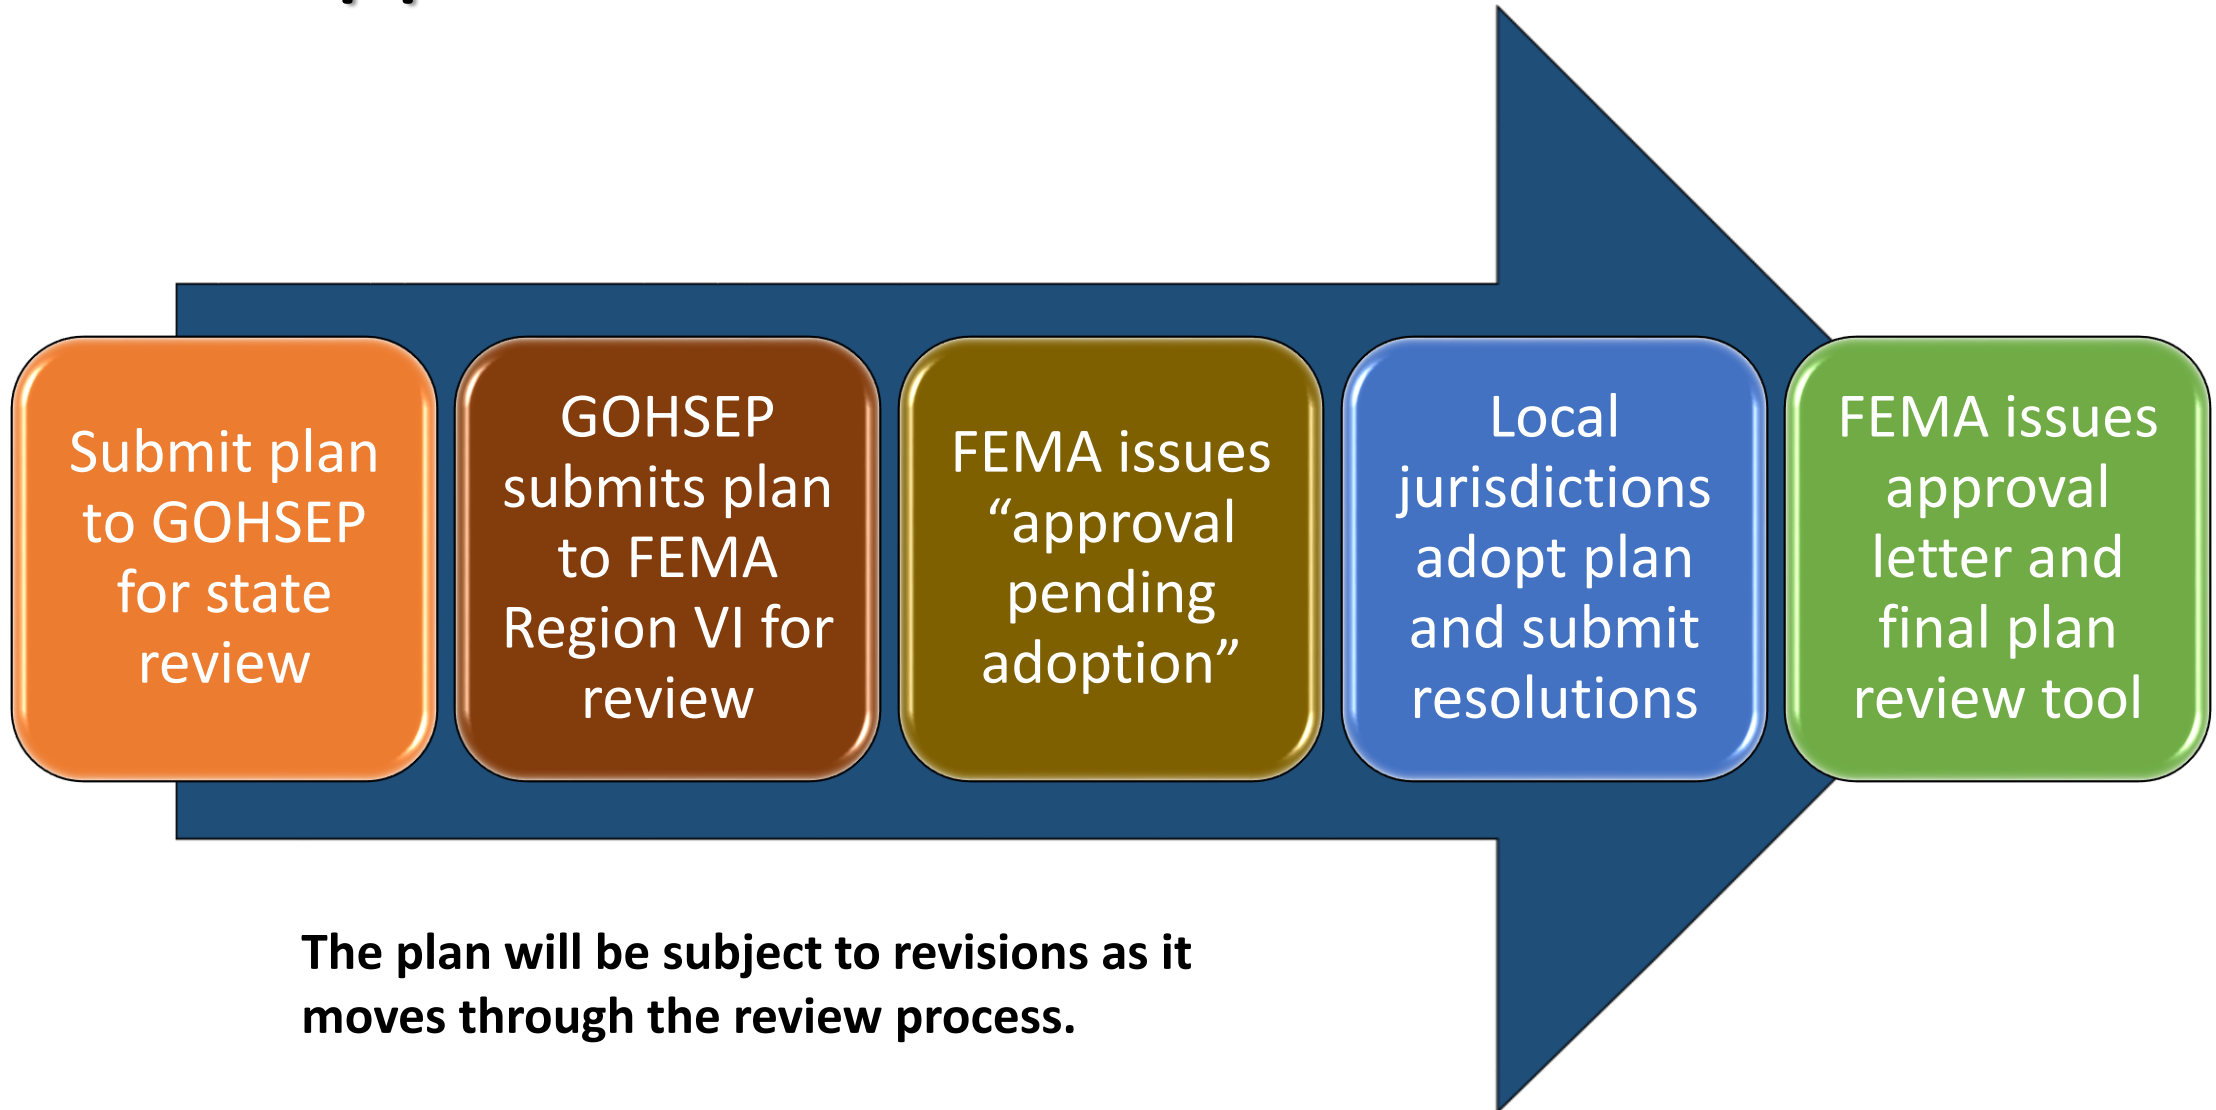 Submit plan
to GOHSEP
for state
review
GOHSEP
submits plan
to FEMA
Region VI for
review
FEMA issues
“approval
pending
adoption”
Local
jurisdictions
adopt plan
and submit
resolutions
FEMA issues
approval
letter and
final plan
review tool
The plan will be subject to revisions as it
moves through the review process.